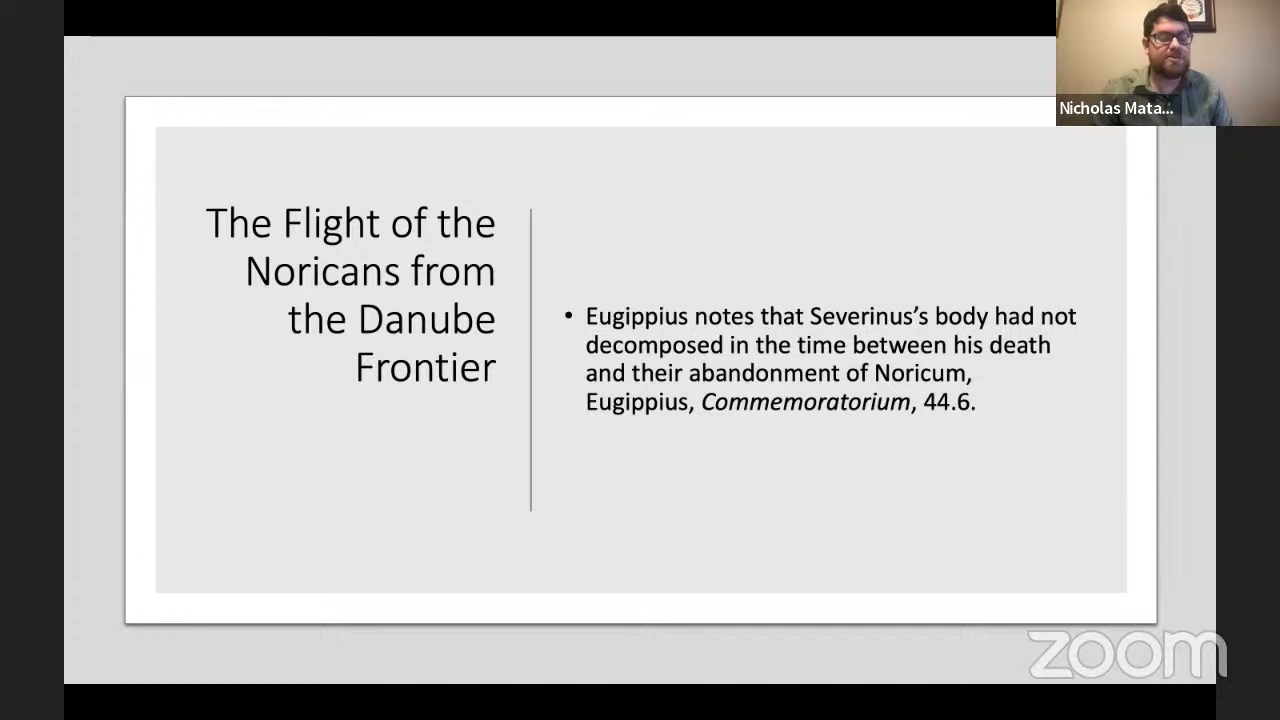 Nicholas Mata...
The Flight of the
Noricans from
the Danube
Frontier
• Eugippius notes that Severinus’s body had not
decomposed in the time between his death
and their abandonment of Noricum,
Eugippius, Commemoratorium, 44.6.
zoom